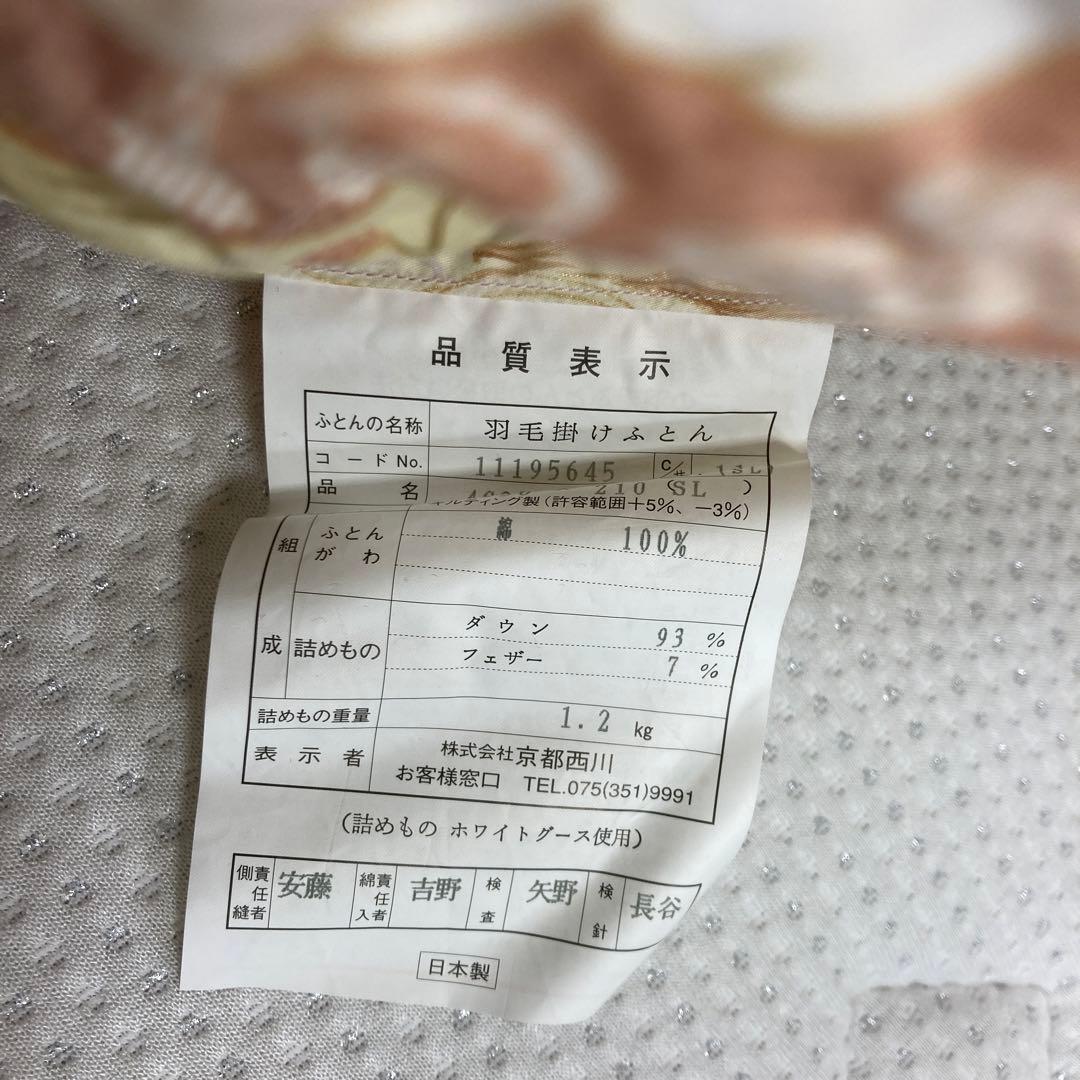 品質表示
ふとんの名称 羽毛掛けふとん
コードNo. 11195645 C/# (SL)
品名 210 (SL )
キルティング製(許容範囲+5%、−3%)
組成 ふとんがわ 綿 100%
詰めもの ダウン 93 %
フェザー 7 %
詰めもの重量 1.2 kg
表示者 株式会社京都西川
お客様窓口 TEL.075(351)9991
(詰めもの ホワイトグース使用)
側責任縫者 安藤 綿責任入者 吉野 検査 矢野 検針 長谷
日本製